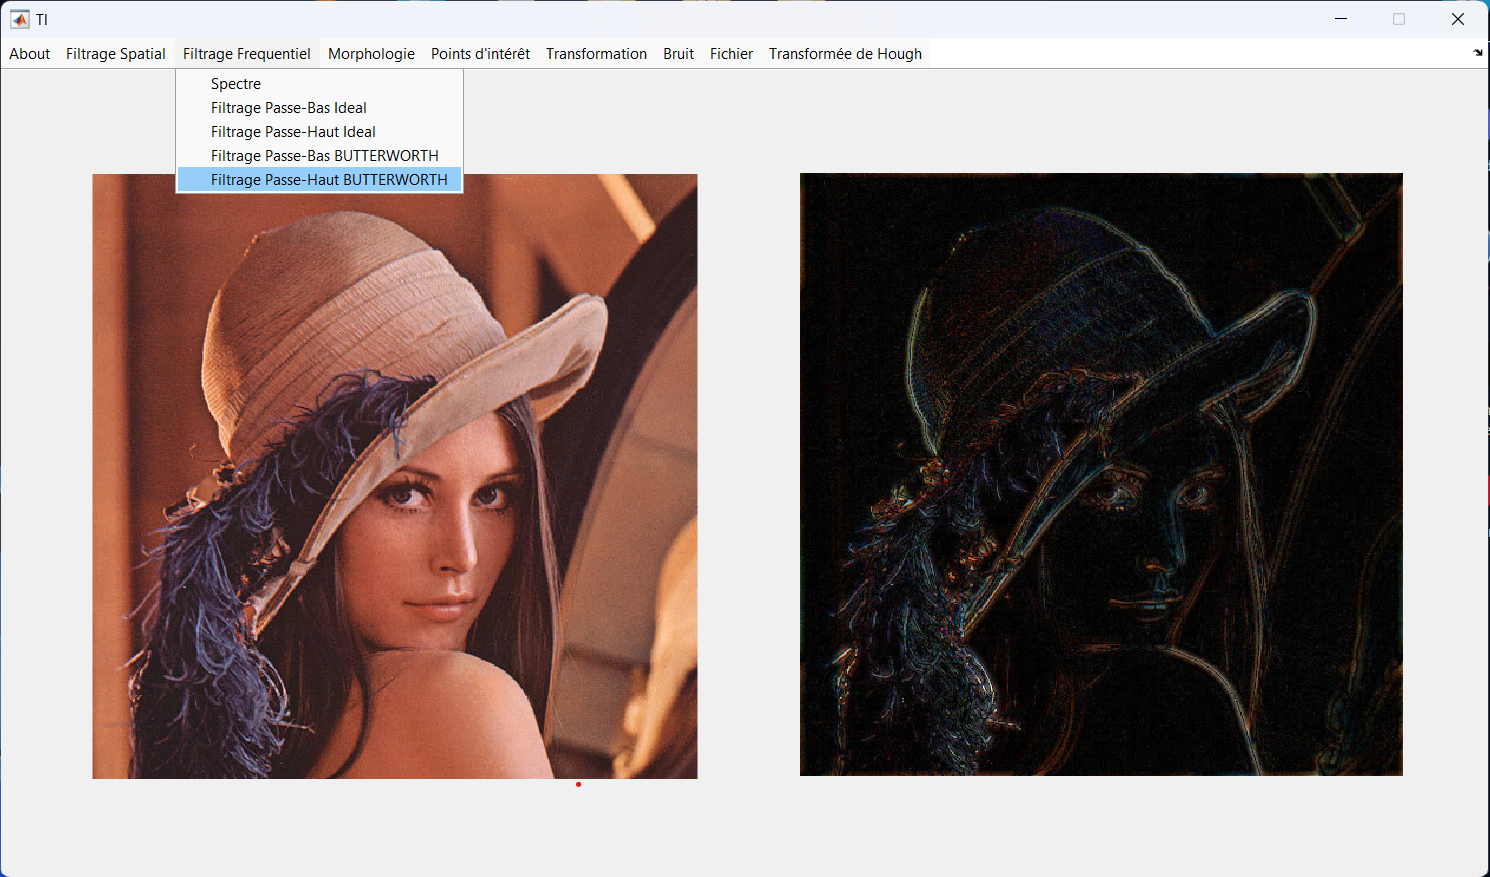 TI
About Filtrage Spatial Filtrage Frequentiel Morphologie Points d'intérêt Transformation Bruit Fichier Transformée de Hough
Spectre
Filtrage Passe-Bas Ideal
Filtrage Passe-Haut Ideal
Filtrage Passe-Bas BUTTERWORTH
Filtrage Passe-Haut BUTTERWORTH